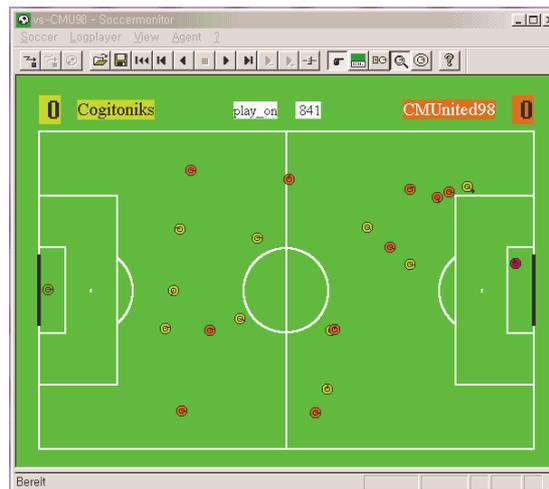 vs-CMU98 - Soccermonitor
Soccer Logplayer View Agent ?
0 Cogitoniks play_on 841 CMUnited98 0
Bereit